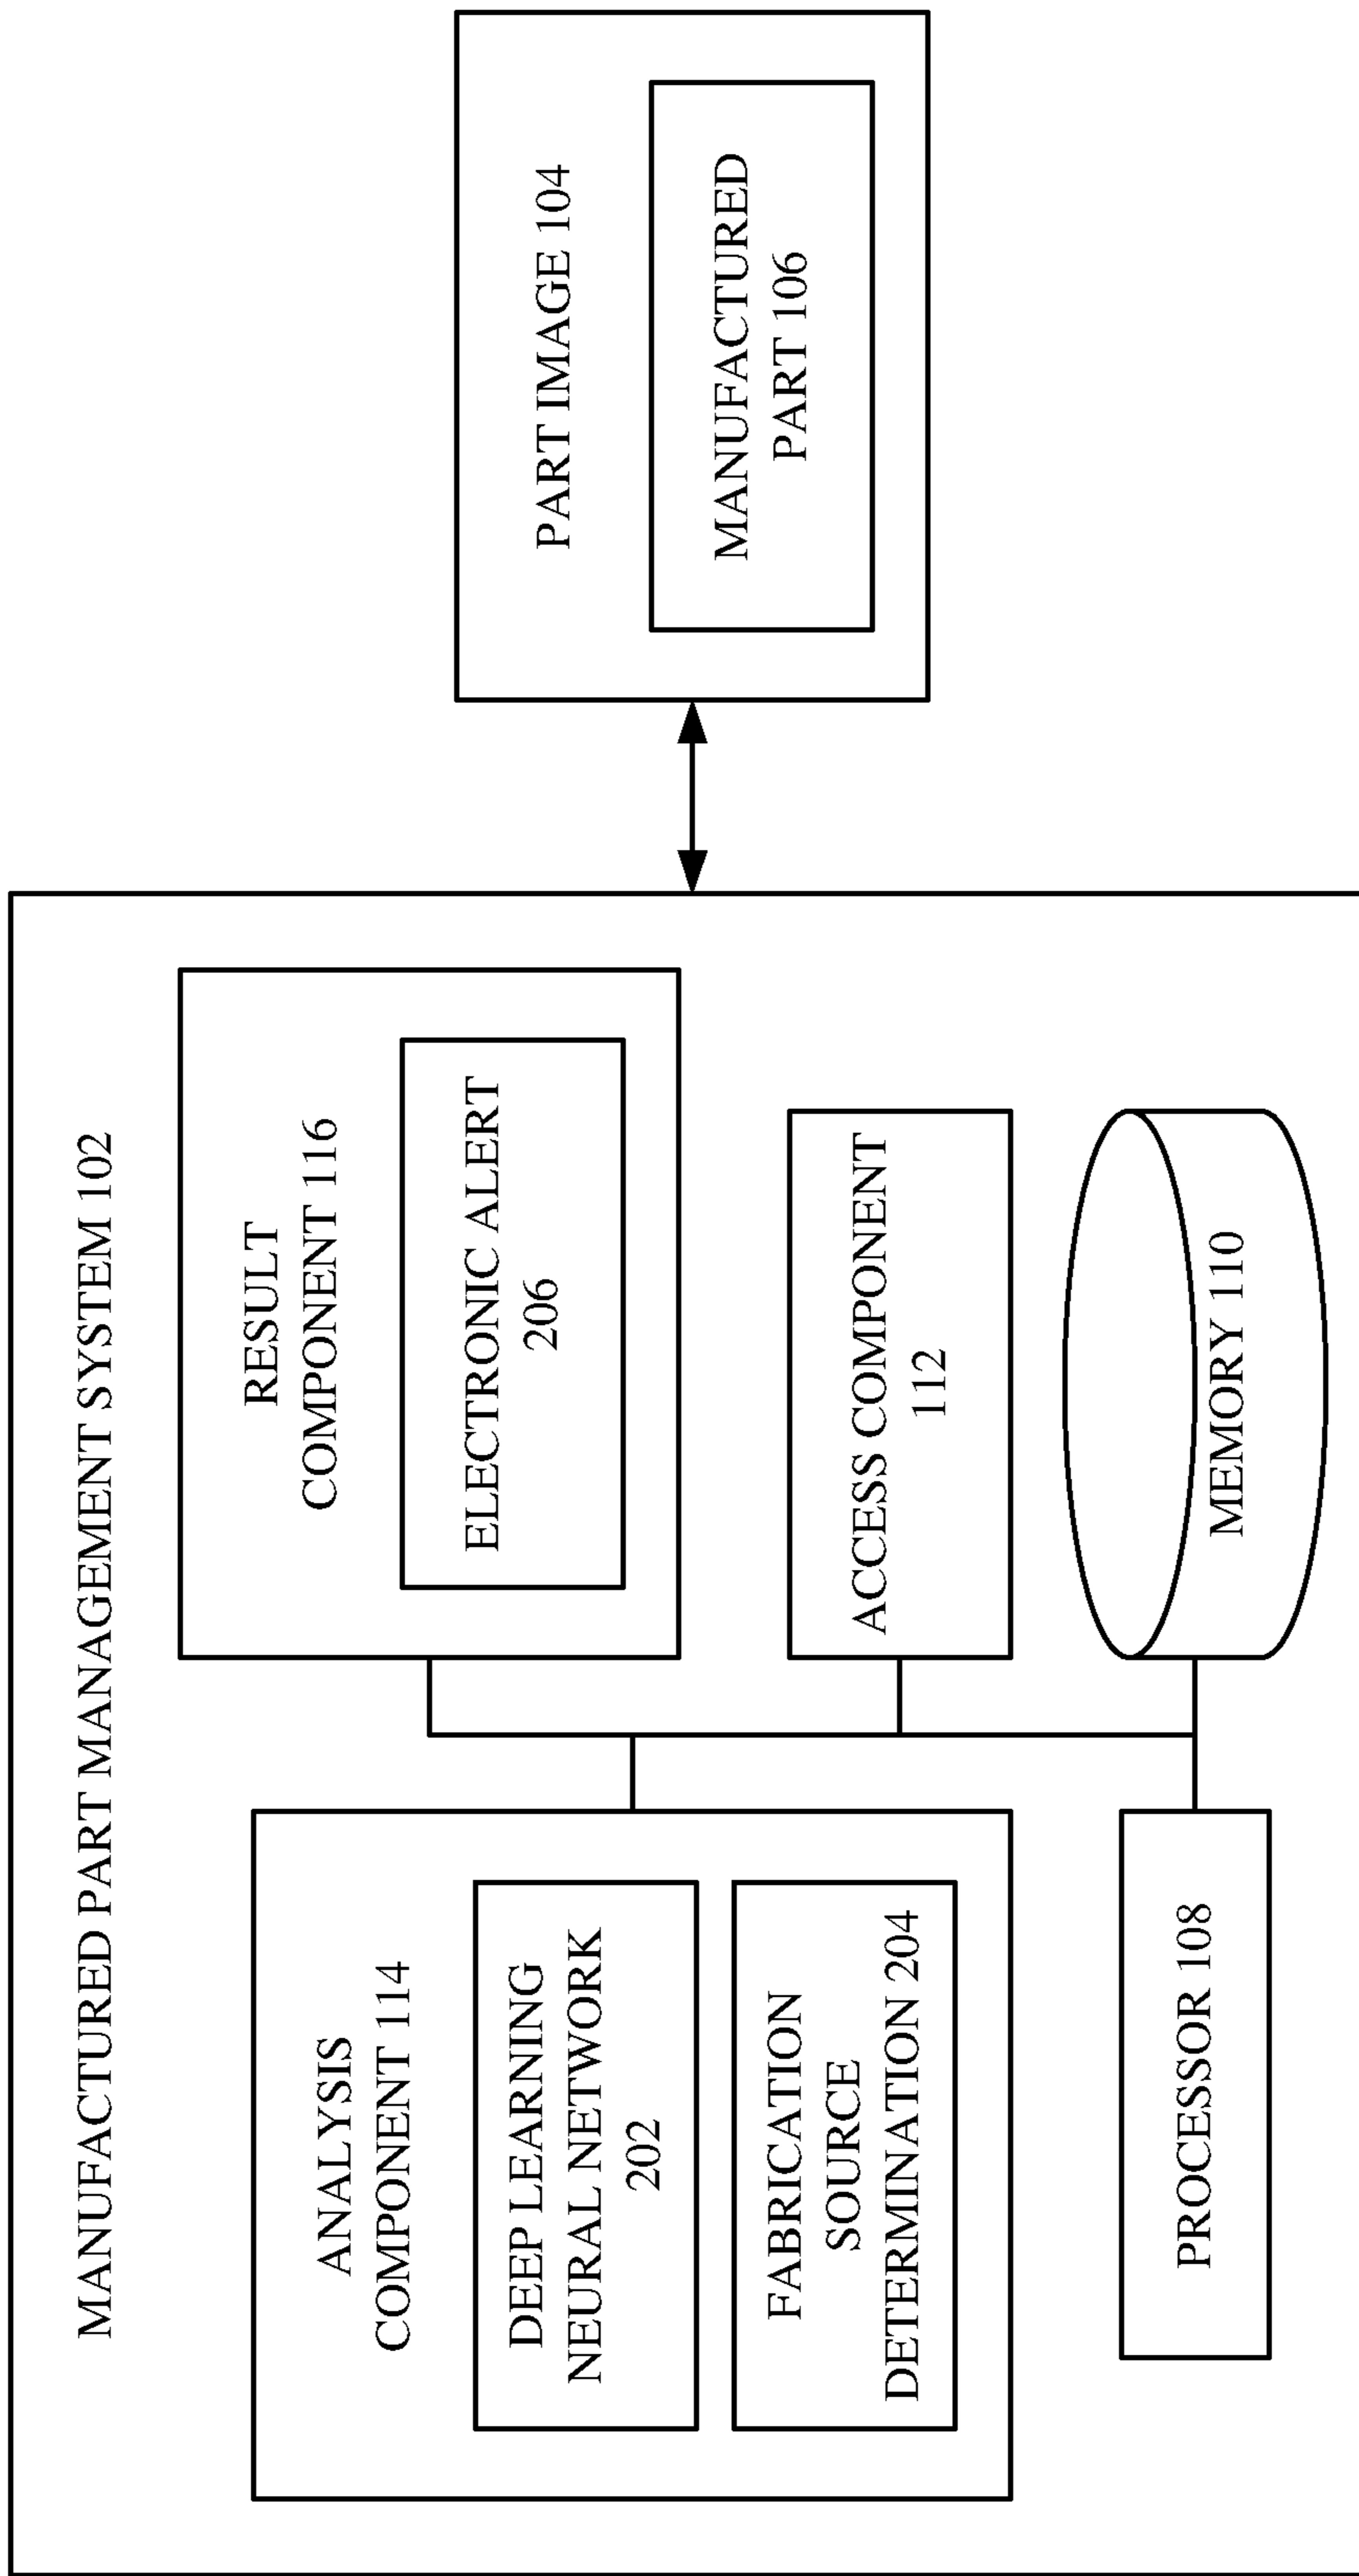 MANUFACTURED PART MANAGEMENT SYSTEM 102
ANALYSIS
COMPONENT 114
DEEP LEARNING
NEURAL NETWORK
202
FABRICATION
SOURCE
DETERMINATION 204
RESULT
COMPONENT 116
ELECTRONIC ALERT
206
ACCESS COMPONENT
112
PROCESSOR 108
MEMORY 110
PART IMAGE 104
MANUFACTURED
PART 106